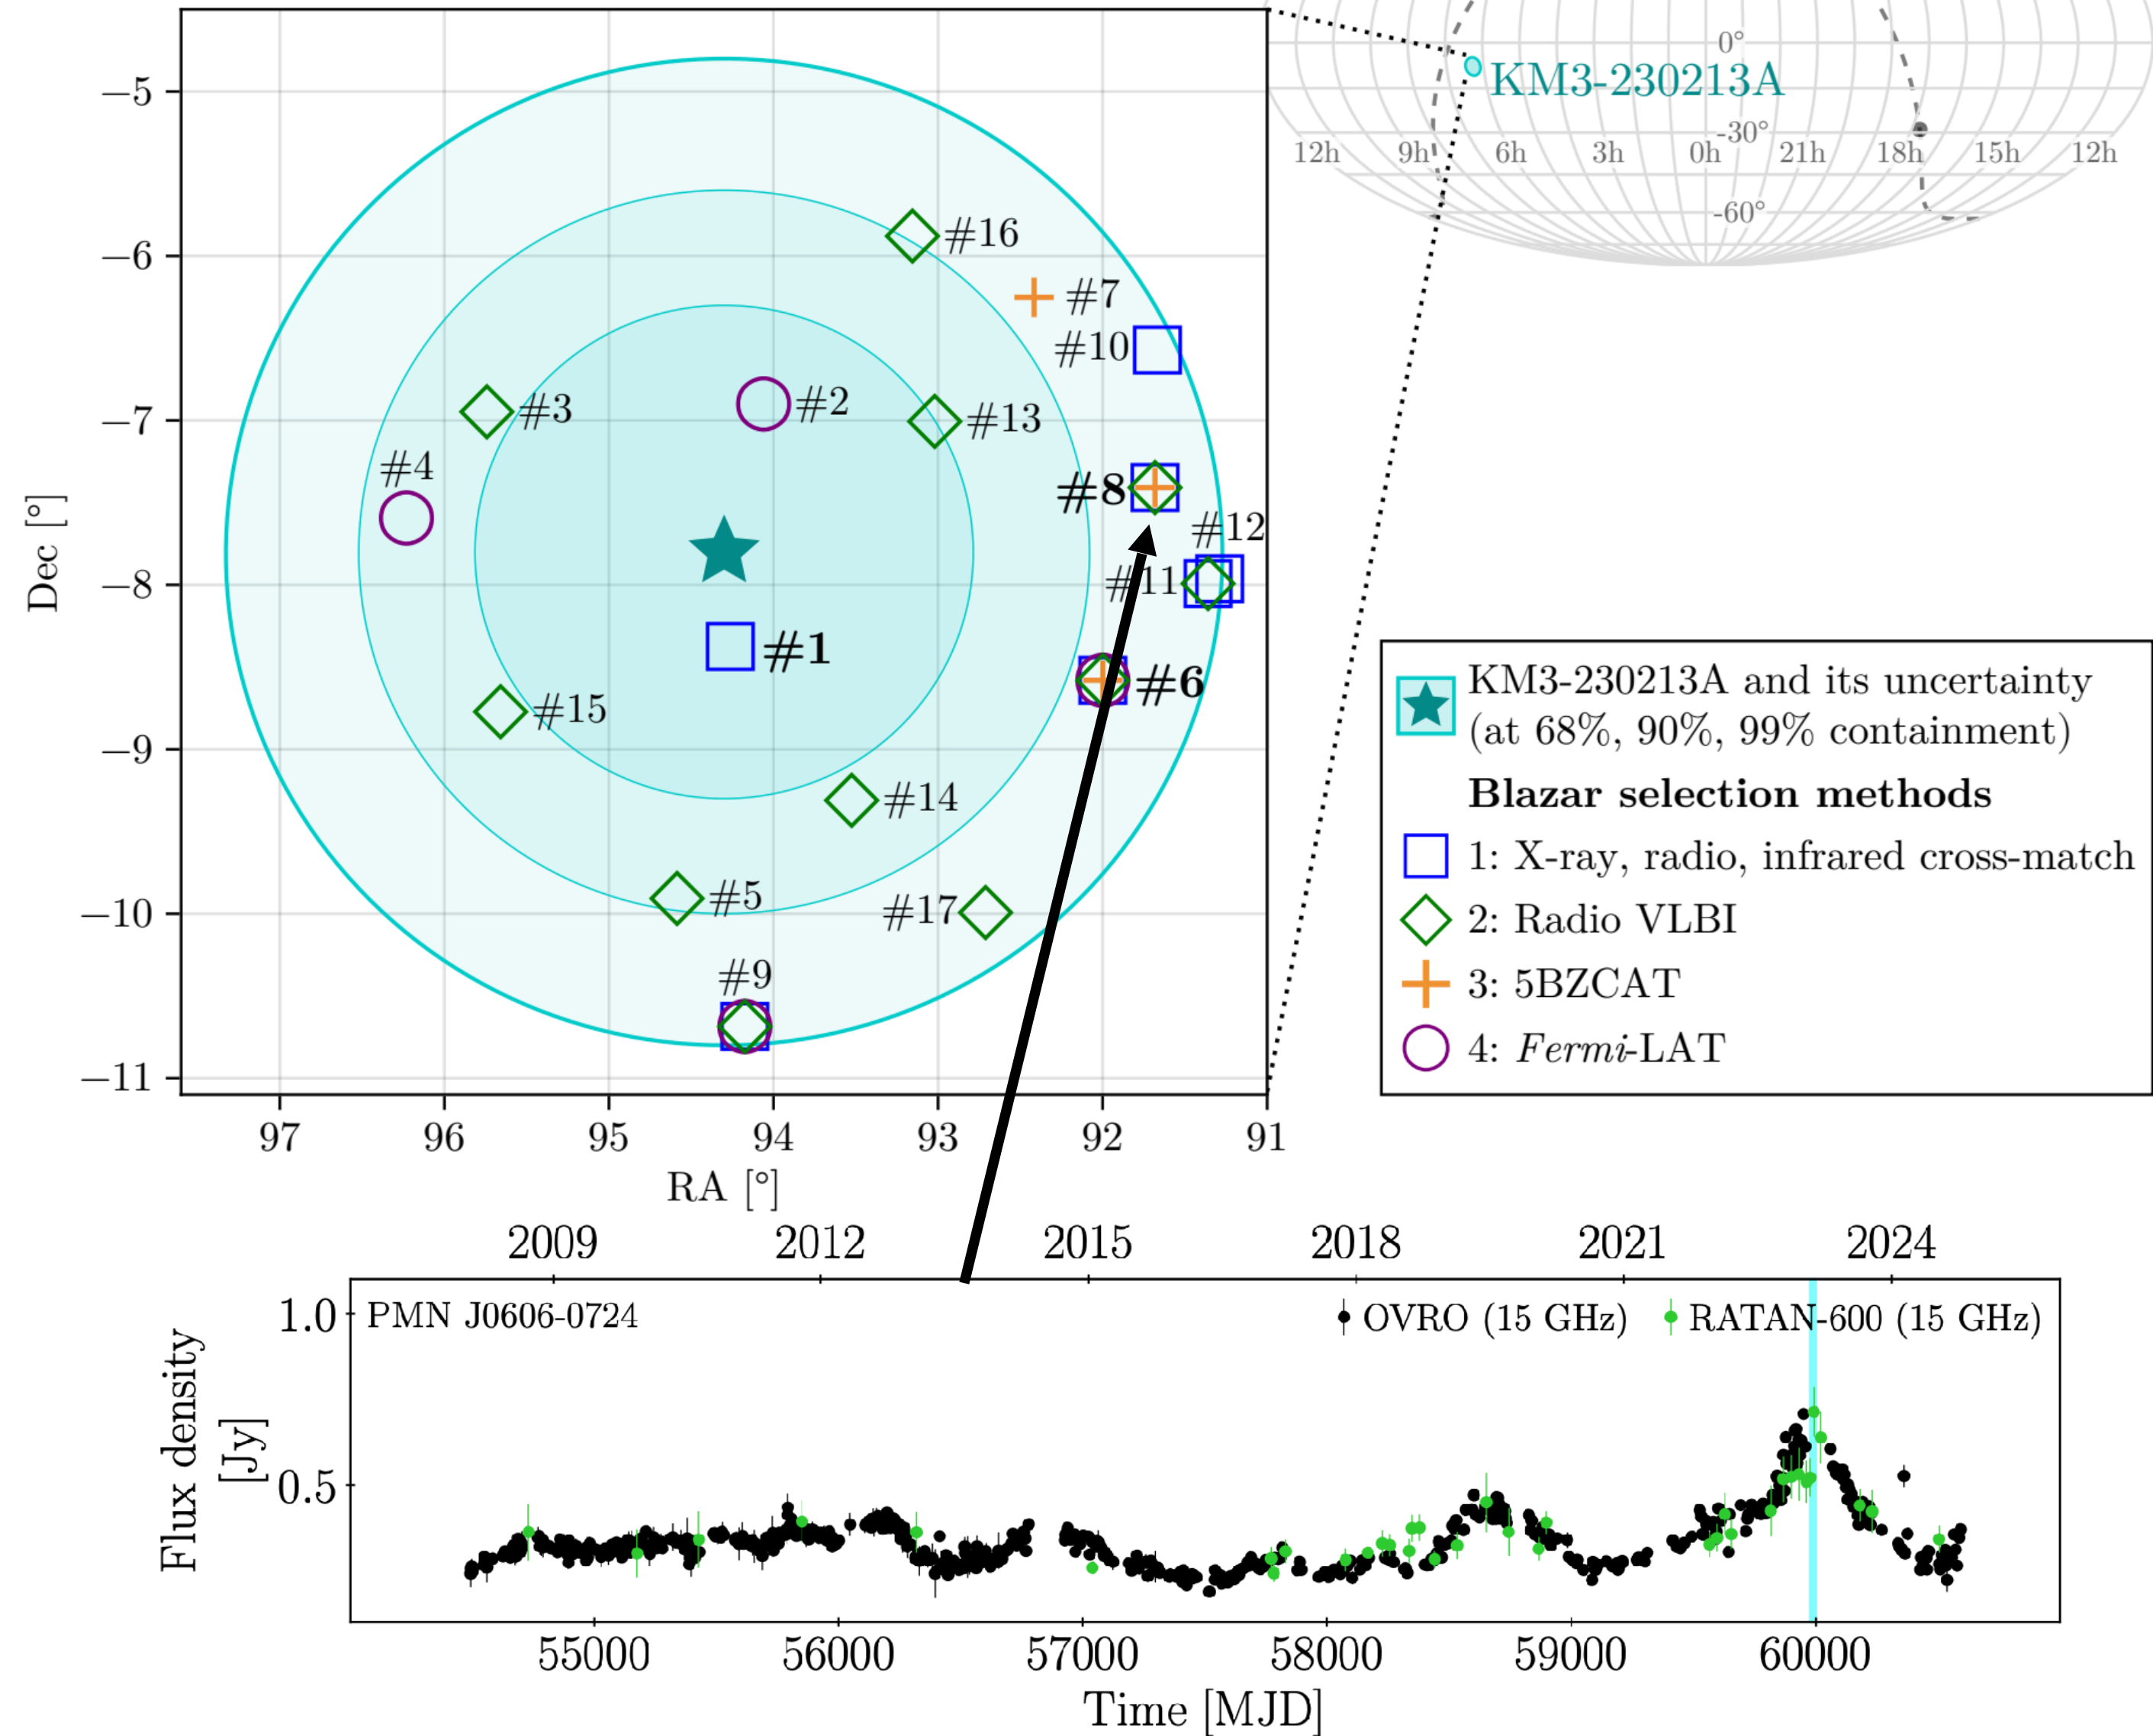 −5
−6
−7
−8
−9
−10
−11
Dec [°]
97
96
95
94
93
92
91
RA [°]
#16
#7
#10
#3
#2
#13
#4
#8
#12
#11
#1
#6
#15
#14
#5
#17
#9
0°
KM3-230213A
-30°
12h 9h 6h 3h 0h 21h 18h 15h 12h
-60°
KM3-230213A and its uncertainty
(at 68%, 90%, 99% containment)
Blazar selection methods
1: X-ray, radio, infrared cross-match
2: Radio VLBI
3: 5BZCAT
4: Fermi-LAT
2009 2012 2015 2018 2021 2024
PMN J0606-0724
OVRO (15 GHz)
RATAN-600 (15 GHz)
1.0
0.5
Flux density
[Jy]
55000 56000 57000 58000 59000 60000
Time [MJD]